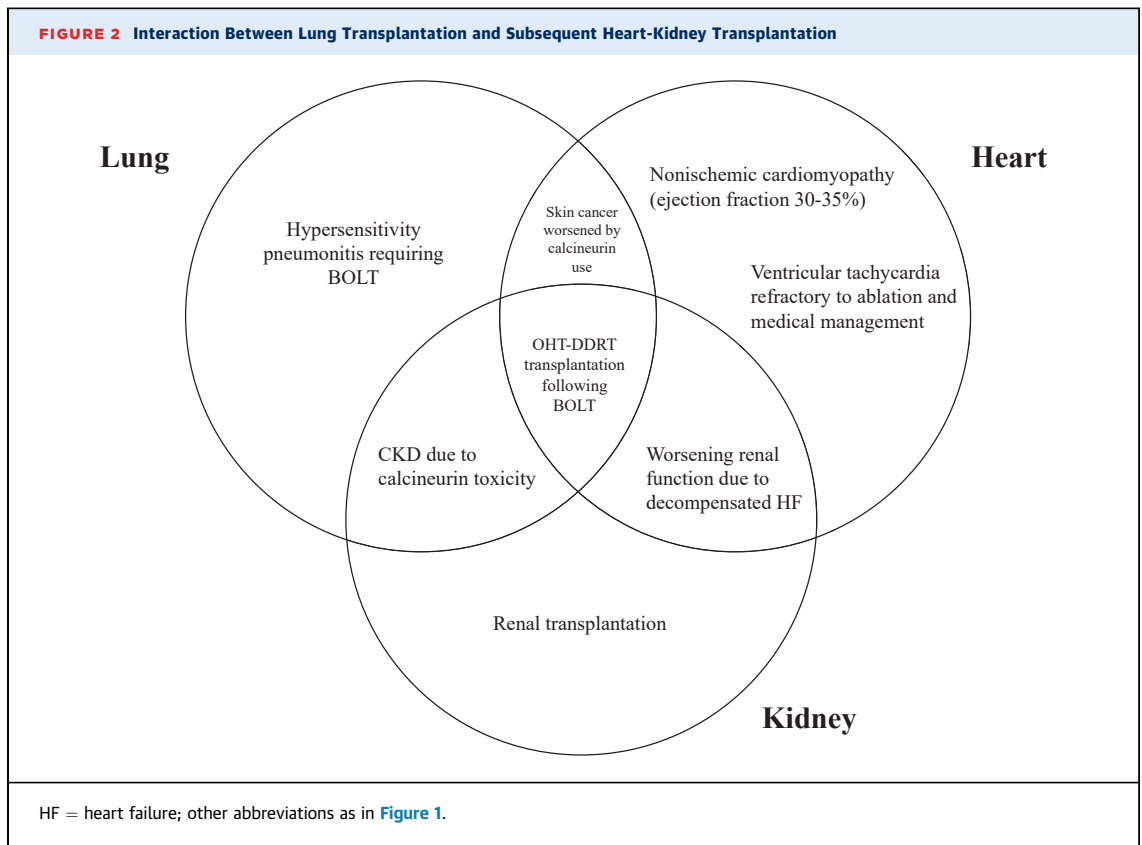 FIGURE 2 Interaction Between Lung Transplantation and Subsequent Heart-Kidney Transplantation
Lung
Heart
Nonischemic cardiomyopathy
(ejection fraction 30-35%)
Skin cancer
worsened by
calcineurin
use
Hypersensitivity
pneumonitis requiring
BOLT
Ventricular tachycardia
refractory to ablation and
medical management
OHT-DDRT
transplantation
following
BOLT
CKD due to
calcineurin toxicity
Worsening renal
function due to
decompensated HF
Renal transplantation
Kidney
HF = heart failure; other abbreviations as in Figure 1.